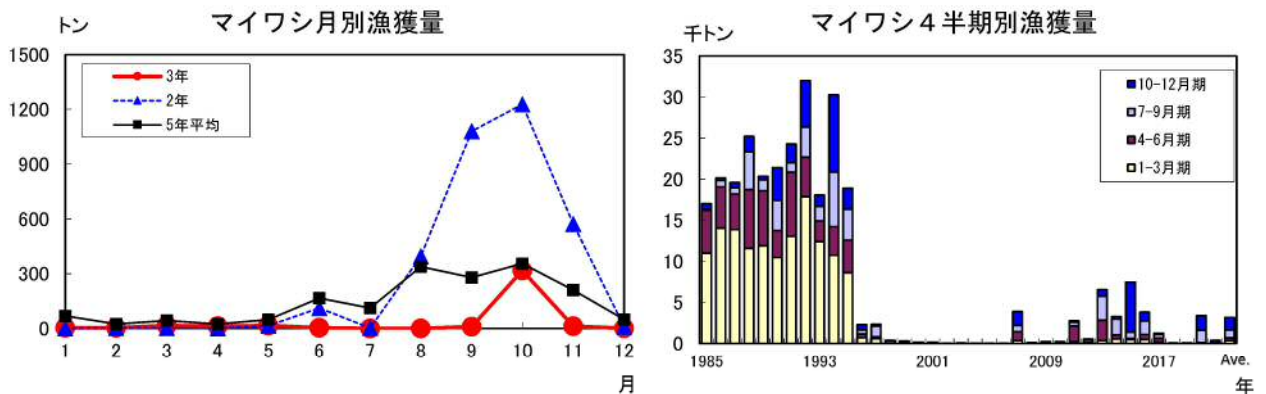 マイワシ月別漁獲量
トン
1500
1200
900
600
300
0
3年
2年
5年平均
1 2 3 4 5 6 7 8 9 10 11 12
月
マイワシ４半期別漁獲量
千トン
35
30
25
20
15
10
5
0
10-12月期
7-9月期
4-6月期
1-3月期
1985 1993 2001 2009 2017 Ave.
年